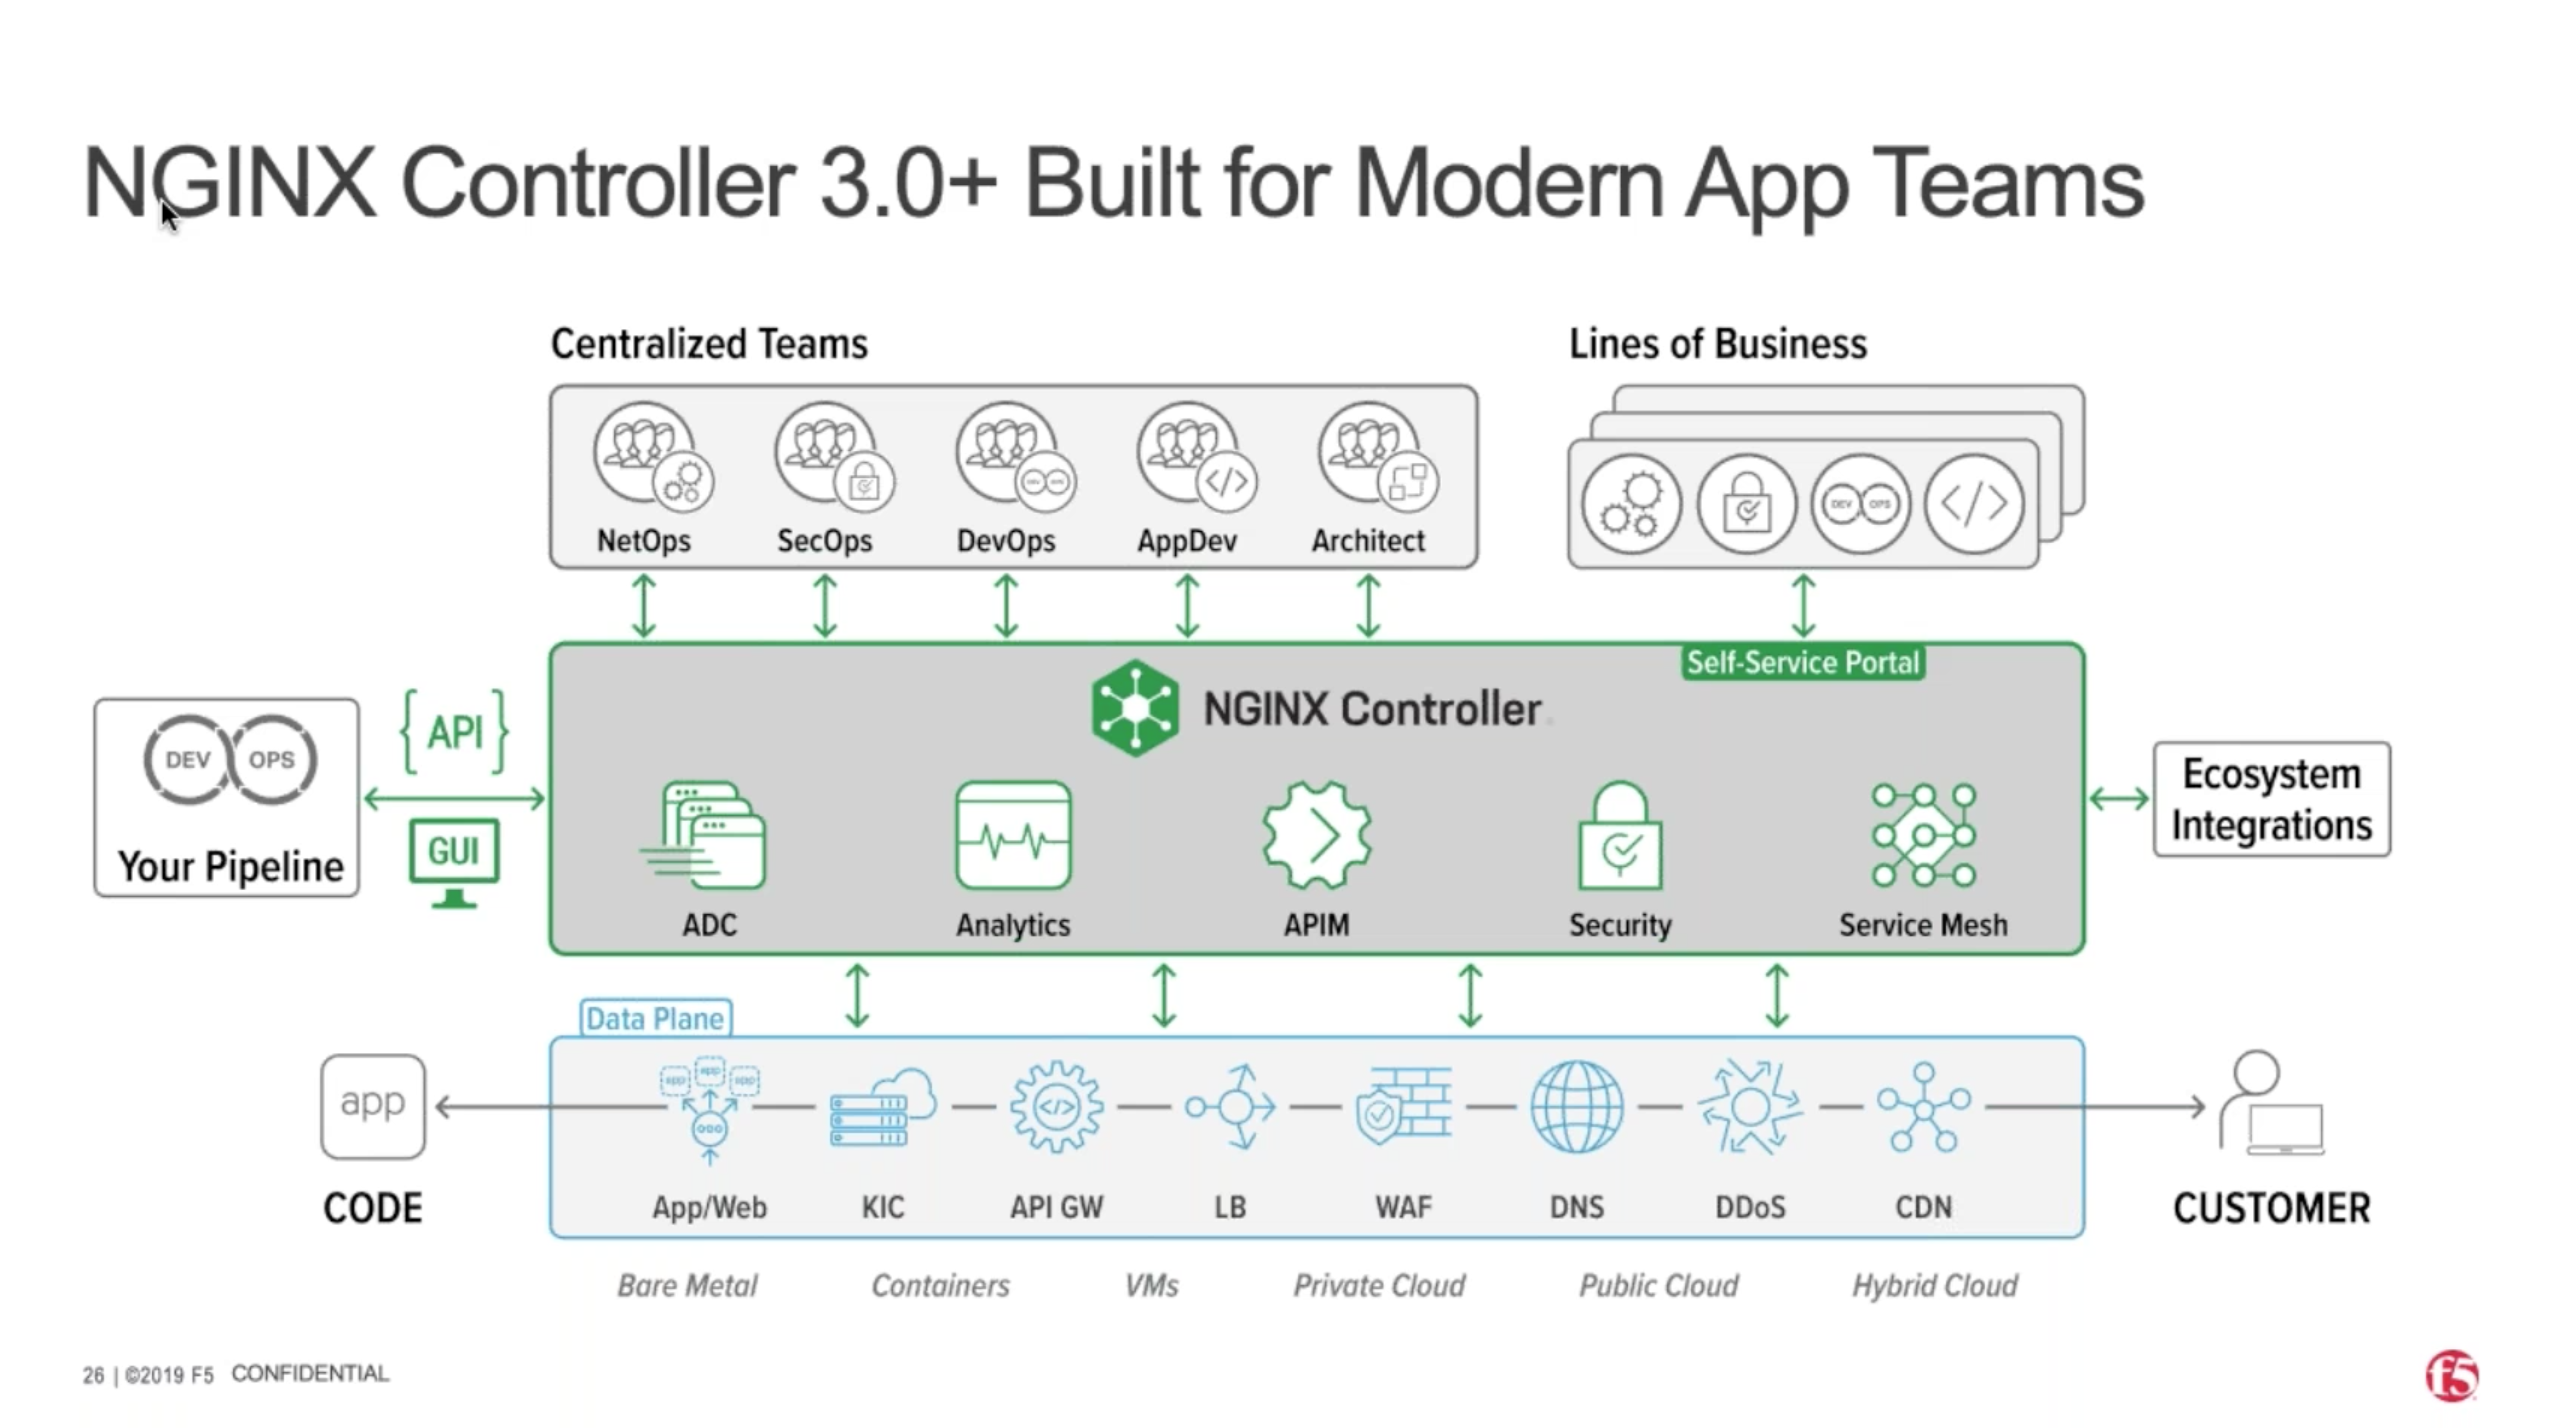 NGINX Controller 3.0+ Built for Modern App Teams
Centralized Teams
Lines of Business
NetOps
SecOps
DevOps
AppDev
Architect
DEV OPS
Self-Service Portal
NGINX Controller
DEV OPS
Your Pipeline
{API}
GUI
ADC
Analytics
APIM
Security
Service Mesh
Ecosystem
Integrations
Data Plane
app
CODE
app app app
App/Web
KIC
API GW
LB
WAF
DNS
DDoS
CDN
CUSTOMER
Bare Metal
Containers
VMs
Private Cloud
Public Cloud
Hybrid Cloud
26 | ©2019 F5 CONFIDENTIAL
f5